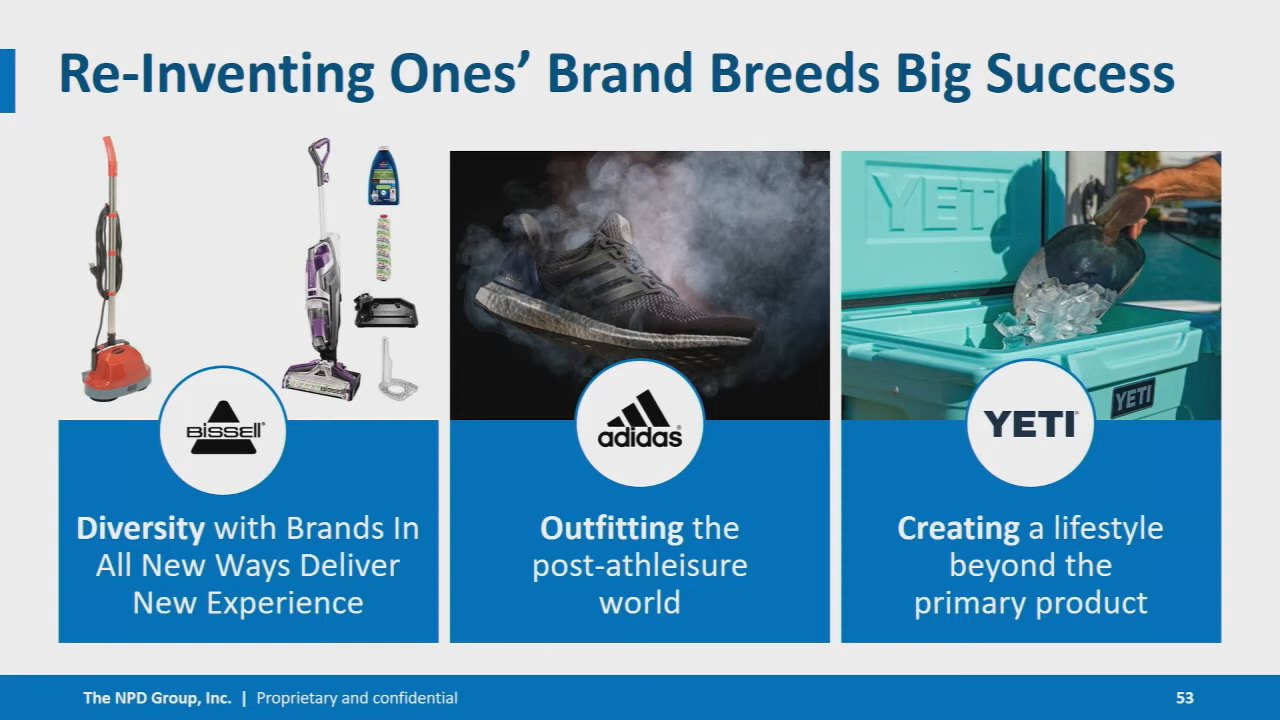 Re-Inventing Ones’ Brand Breeds Big Success
YETI
YETI
BISSELL®
adidas®
YETI®
Diversity with Brands In
All New Ways Deliver
New Experience
Outfitting the
post-athleisure
world
Creating a lifestyle
beyond the
primary product
The NPD Group, Inc. | Proprietary and confidential
53